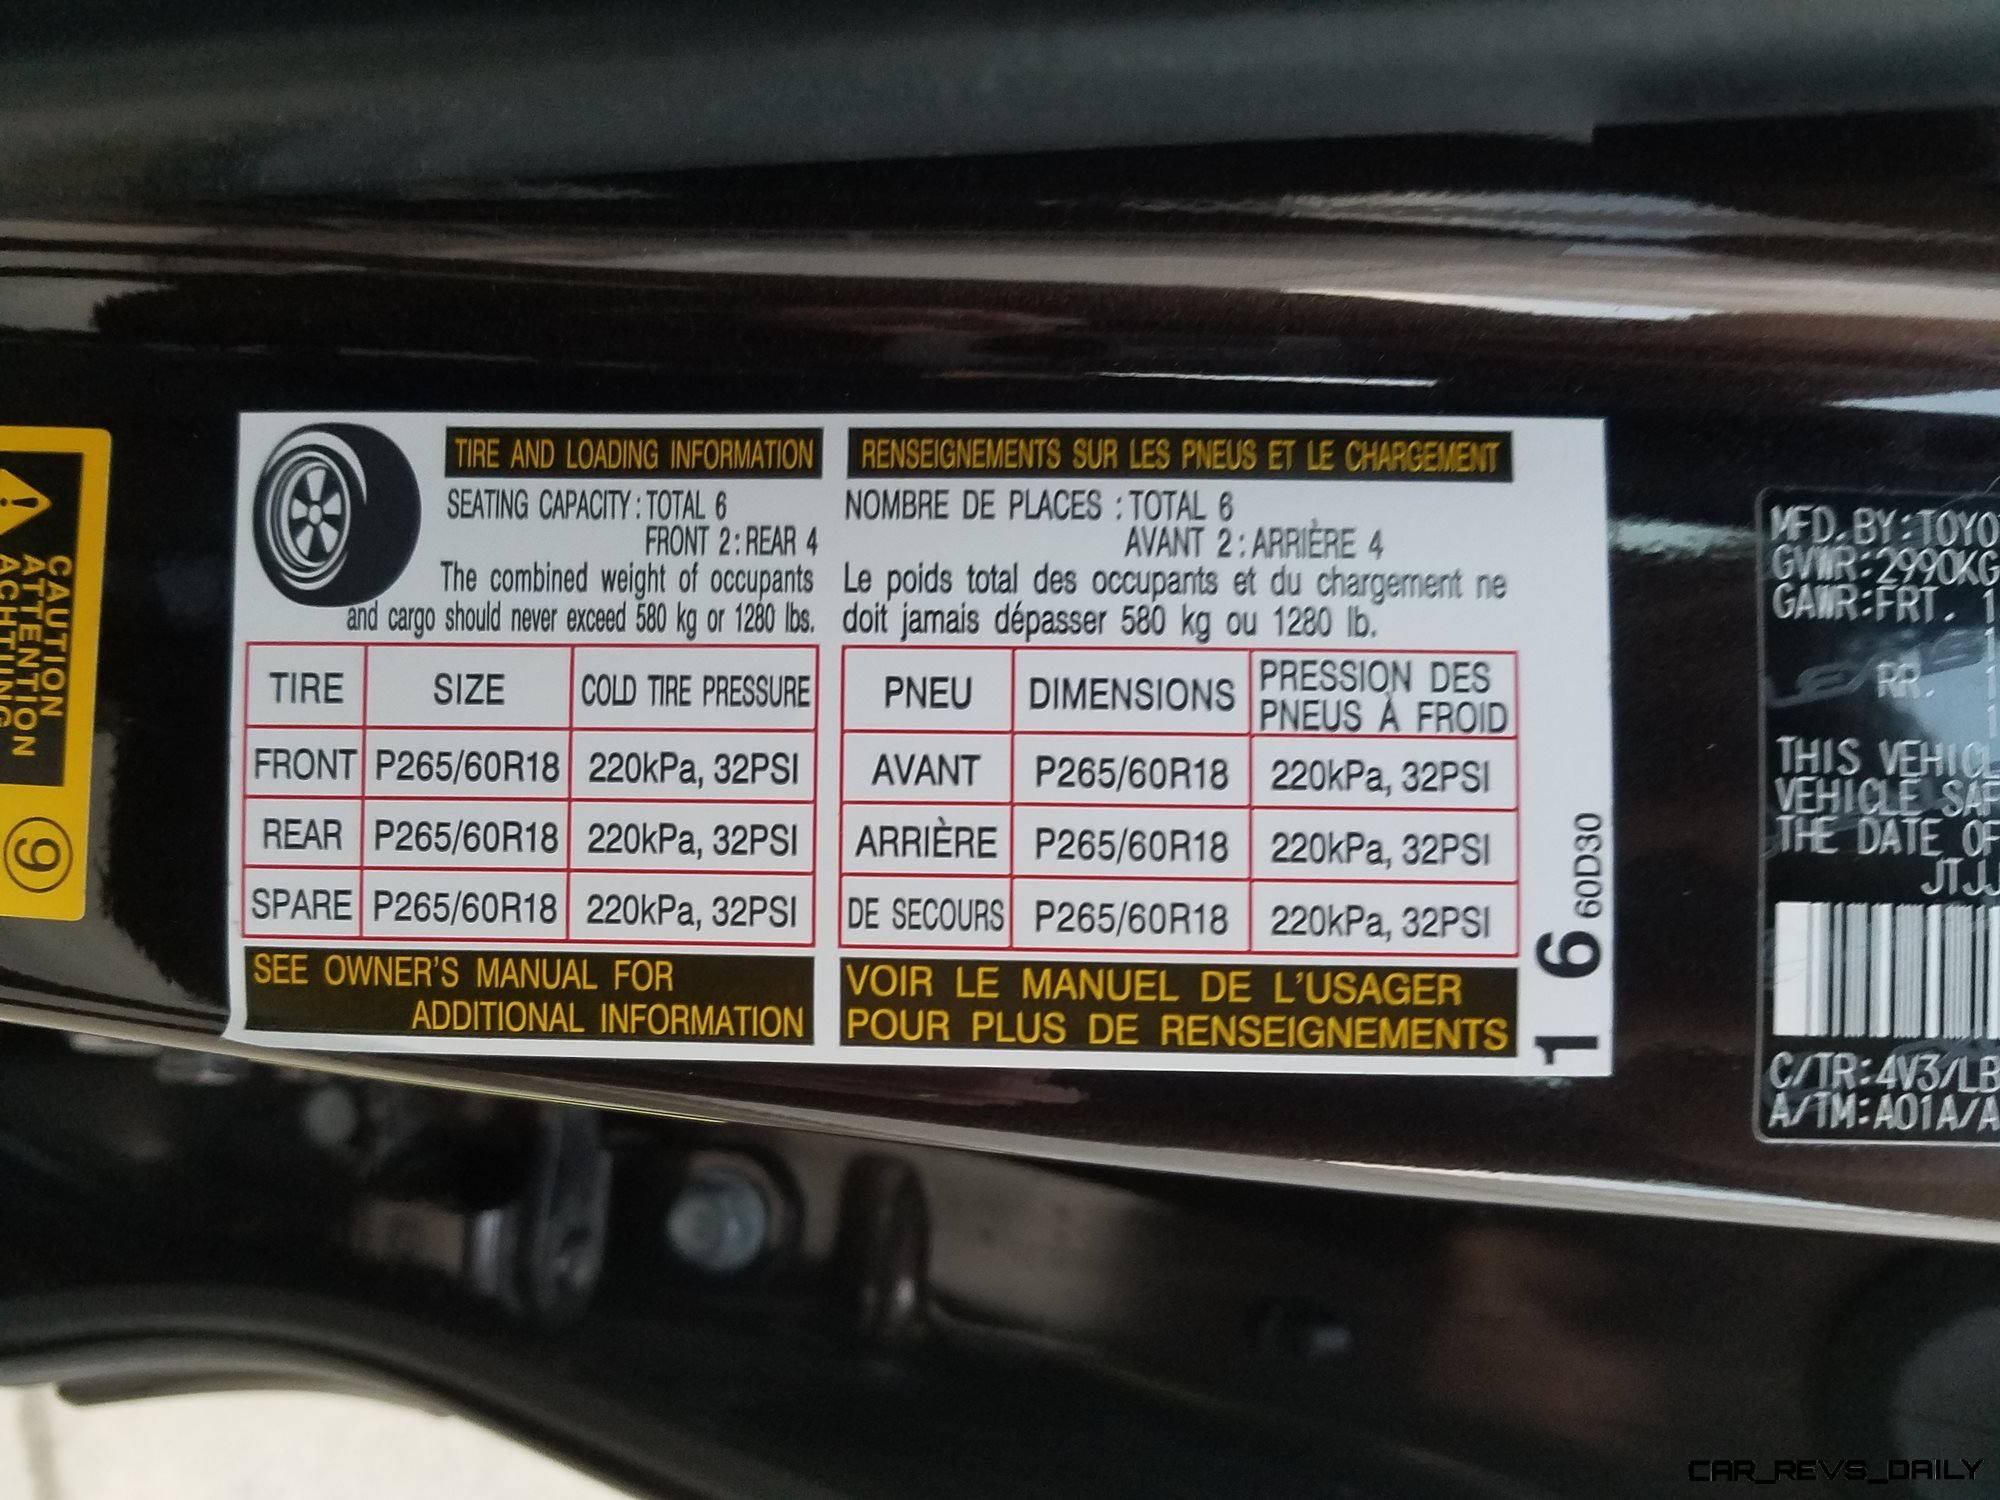 TIRE AND LOADING INFORMATION
SEATING CAPACITY : TOTAL 6
FRONT 2 : REAR 4
The combined weight of occupants
and cargo should never exceed 580 kg or 1280 lbs.
TIRE SIZE COLD TIRE PRESSURE
FRONT P265/60R18 220kPa, 32PSI
REAR P265/60R18 220kPa, 32PSI
SPARE P265/60R18 220kPa, 32PSI
SEE OWNER'S MANUAL FOR
ADDITIONAL INFORMATION
RENSEIGNEMENTS SUR LES PNEUS ET LE CHARGEMENT
NOMBRE DE PLACES : TOTAL 6
AVANT 2 : ARRIÈRE 4
Le poids total des occupants et du chargement ne
doit jamais dépasser 580 kg ou 1280 lb.
PNEU DIMENSIONS PRESSION DES
PNEUS À FROID
AVANT P265/60R18 220kPa, 32PSI
ARRIÈRE P265/60R18 220kPa, 32PSI
DE SECOURS P265/60R18 220kPa, 32PSI
VOIR LE MANUEL DE L'USAGER
POUR PLUS DE RENSEIGNEMENTS
1 6 60D30
CAUTION
ATTENTION
ACHTUNG
9
MFD. BY: TOYO
GVWR: 2990KG
GAWR: FRT. 1
RR. 1
THIS VEHICL
VEHICLE SAF
THE DATE OF
JTJJ
C/TR: 4V3/LB
A/TM: A01A/A
CAR_REVS_DAILY